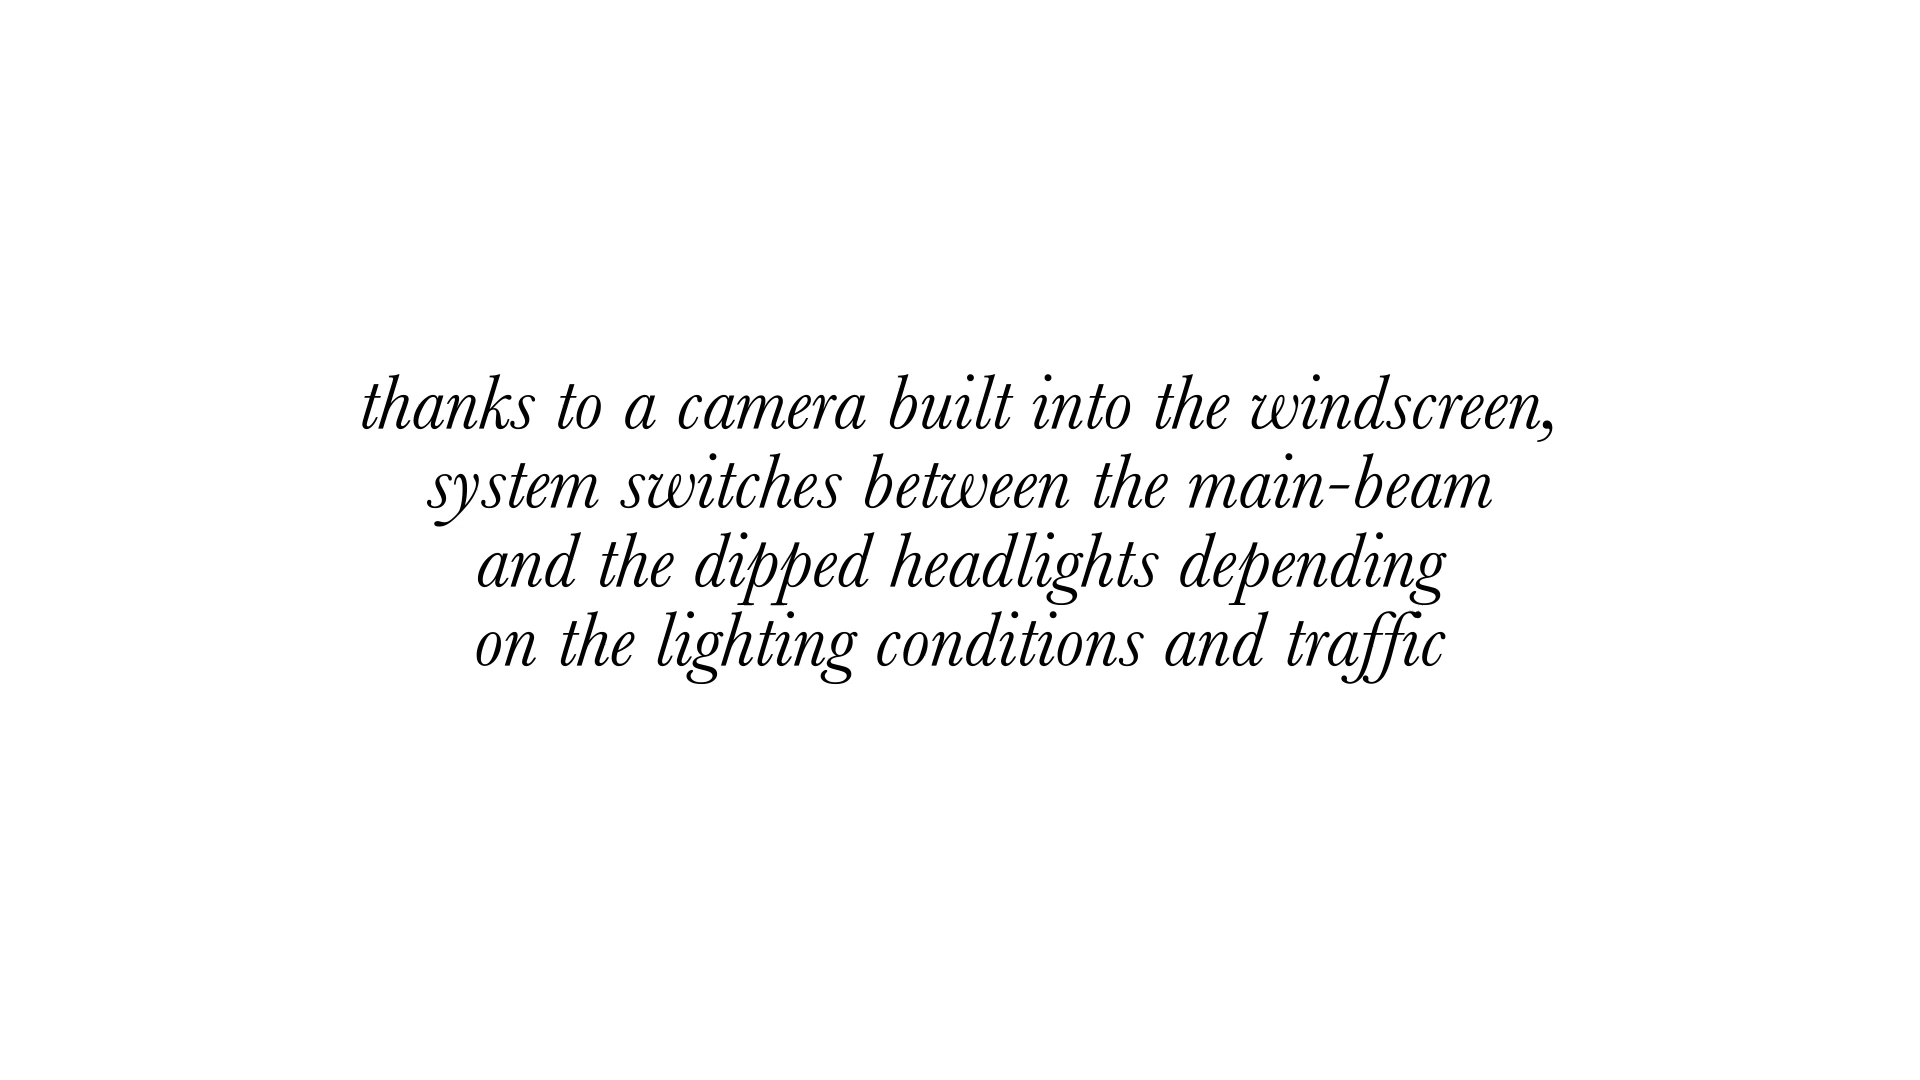 thanks to a camera built into the windscreen,
system switches between the main-beam
and the dipped headlights depending
on the lighting conditions and traffic